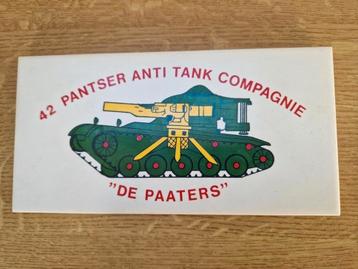 42 PANTSER ANTI TANK COMPAGNIE
"DE PAATERS"